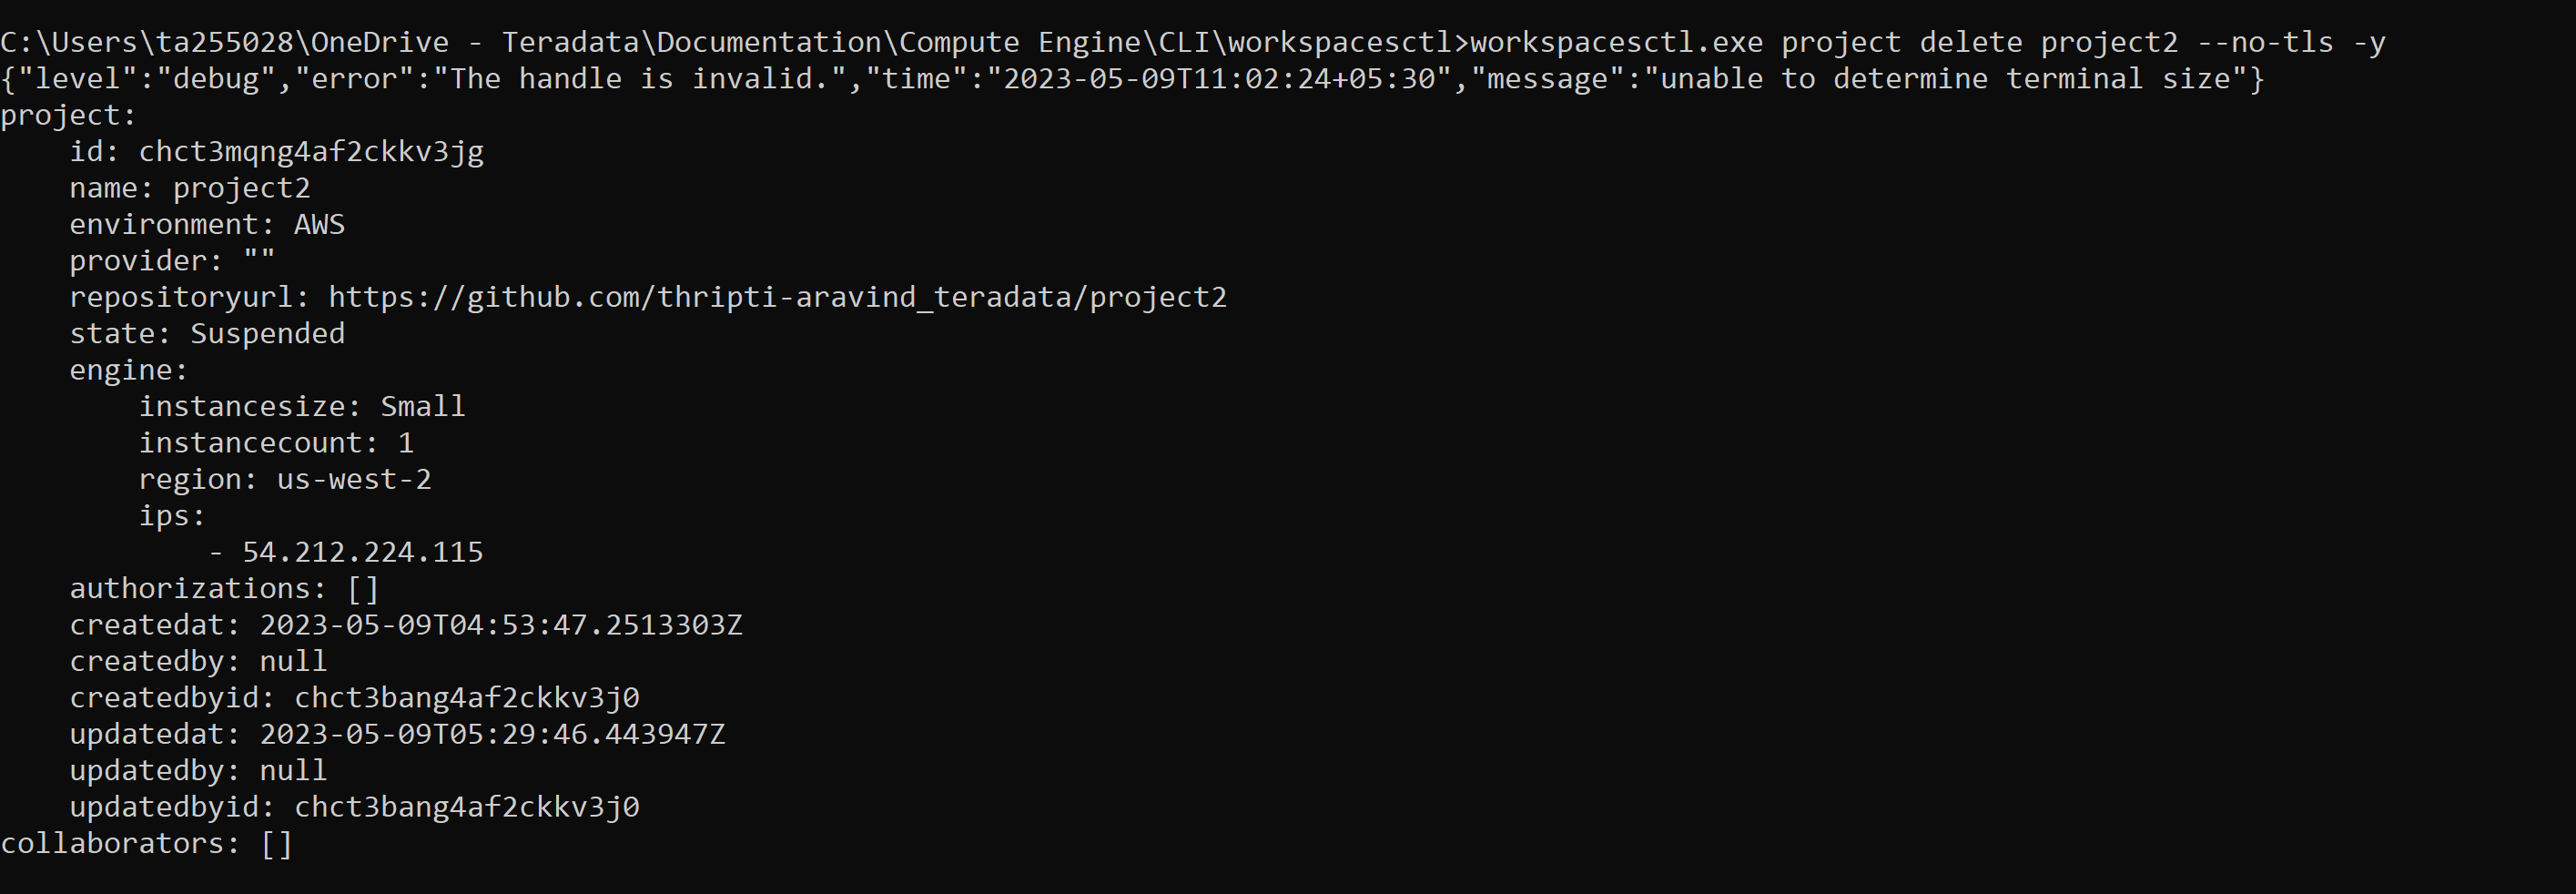 C:\Users\ta255028\OneDrive - Teradata\Documentation\Compute Engine\CLI\workspacesctl>workspacesctl.exe project delete project2 --no-tls -y
{"level":"debug","error":"The handle is invalid.","time":"2023-05-09T11:02:24+05:30","message":"unable to determine terminal size"}
project:
    id: chct3mqng4af2ckkv3jg
    name: project2
    environment: AWS
    provider: ""
    repositoryurl: https://github.com/thripti-aravind_teradata/project2
    state: Suspended
    engine:
        instancesize: Small
        instancecount: 1
        region: us-west-2
        ips:
            - 54.212.224.115
    authorizations: []
    createdat: 2023-05-09T04:53:47.2513303Z
    createdby: null
    createdbyid: chct3bang4af2ckkv3j0
    updatedat: 2023-05-09T05:29:46.443947Z
    updatedby: null
    updatedbyid: chct3bang4af2ckkv3j0
collaborators: []